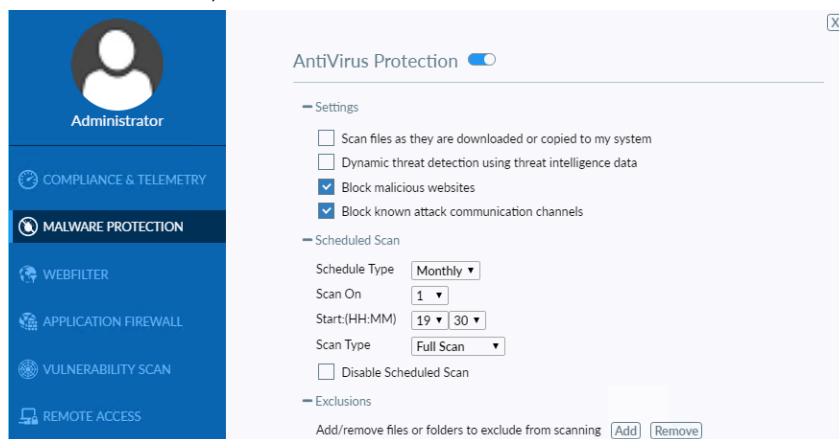 X
AntiVirus Protection
Administrator
COMPLIANCE & TELEMETRY
MALWARE PROTECTION
WEBFILTER
APPLICATION FIREWALL
VULNERABILITY SCAN
REMOTE ACCESS
Settings
Scan files as they are downloaded or copied to my system
Dynamic threat detection using threat intelligence data
Block malicious websites
Block known attack communication channels
Scheduled Scan
Schedule Type Monthly
Scan On 1
Start:(HH:MM) 19 30
Scan Type Full Scan
Disable Scheduled Scan
Exclusions
Add/remove files or folders to exclude from scanning Add Remove